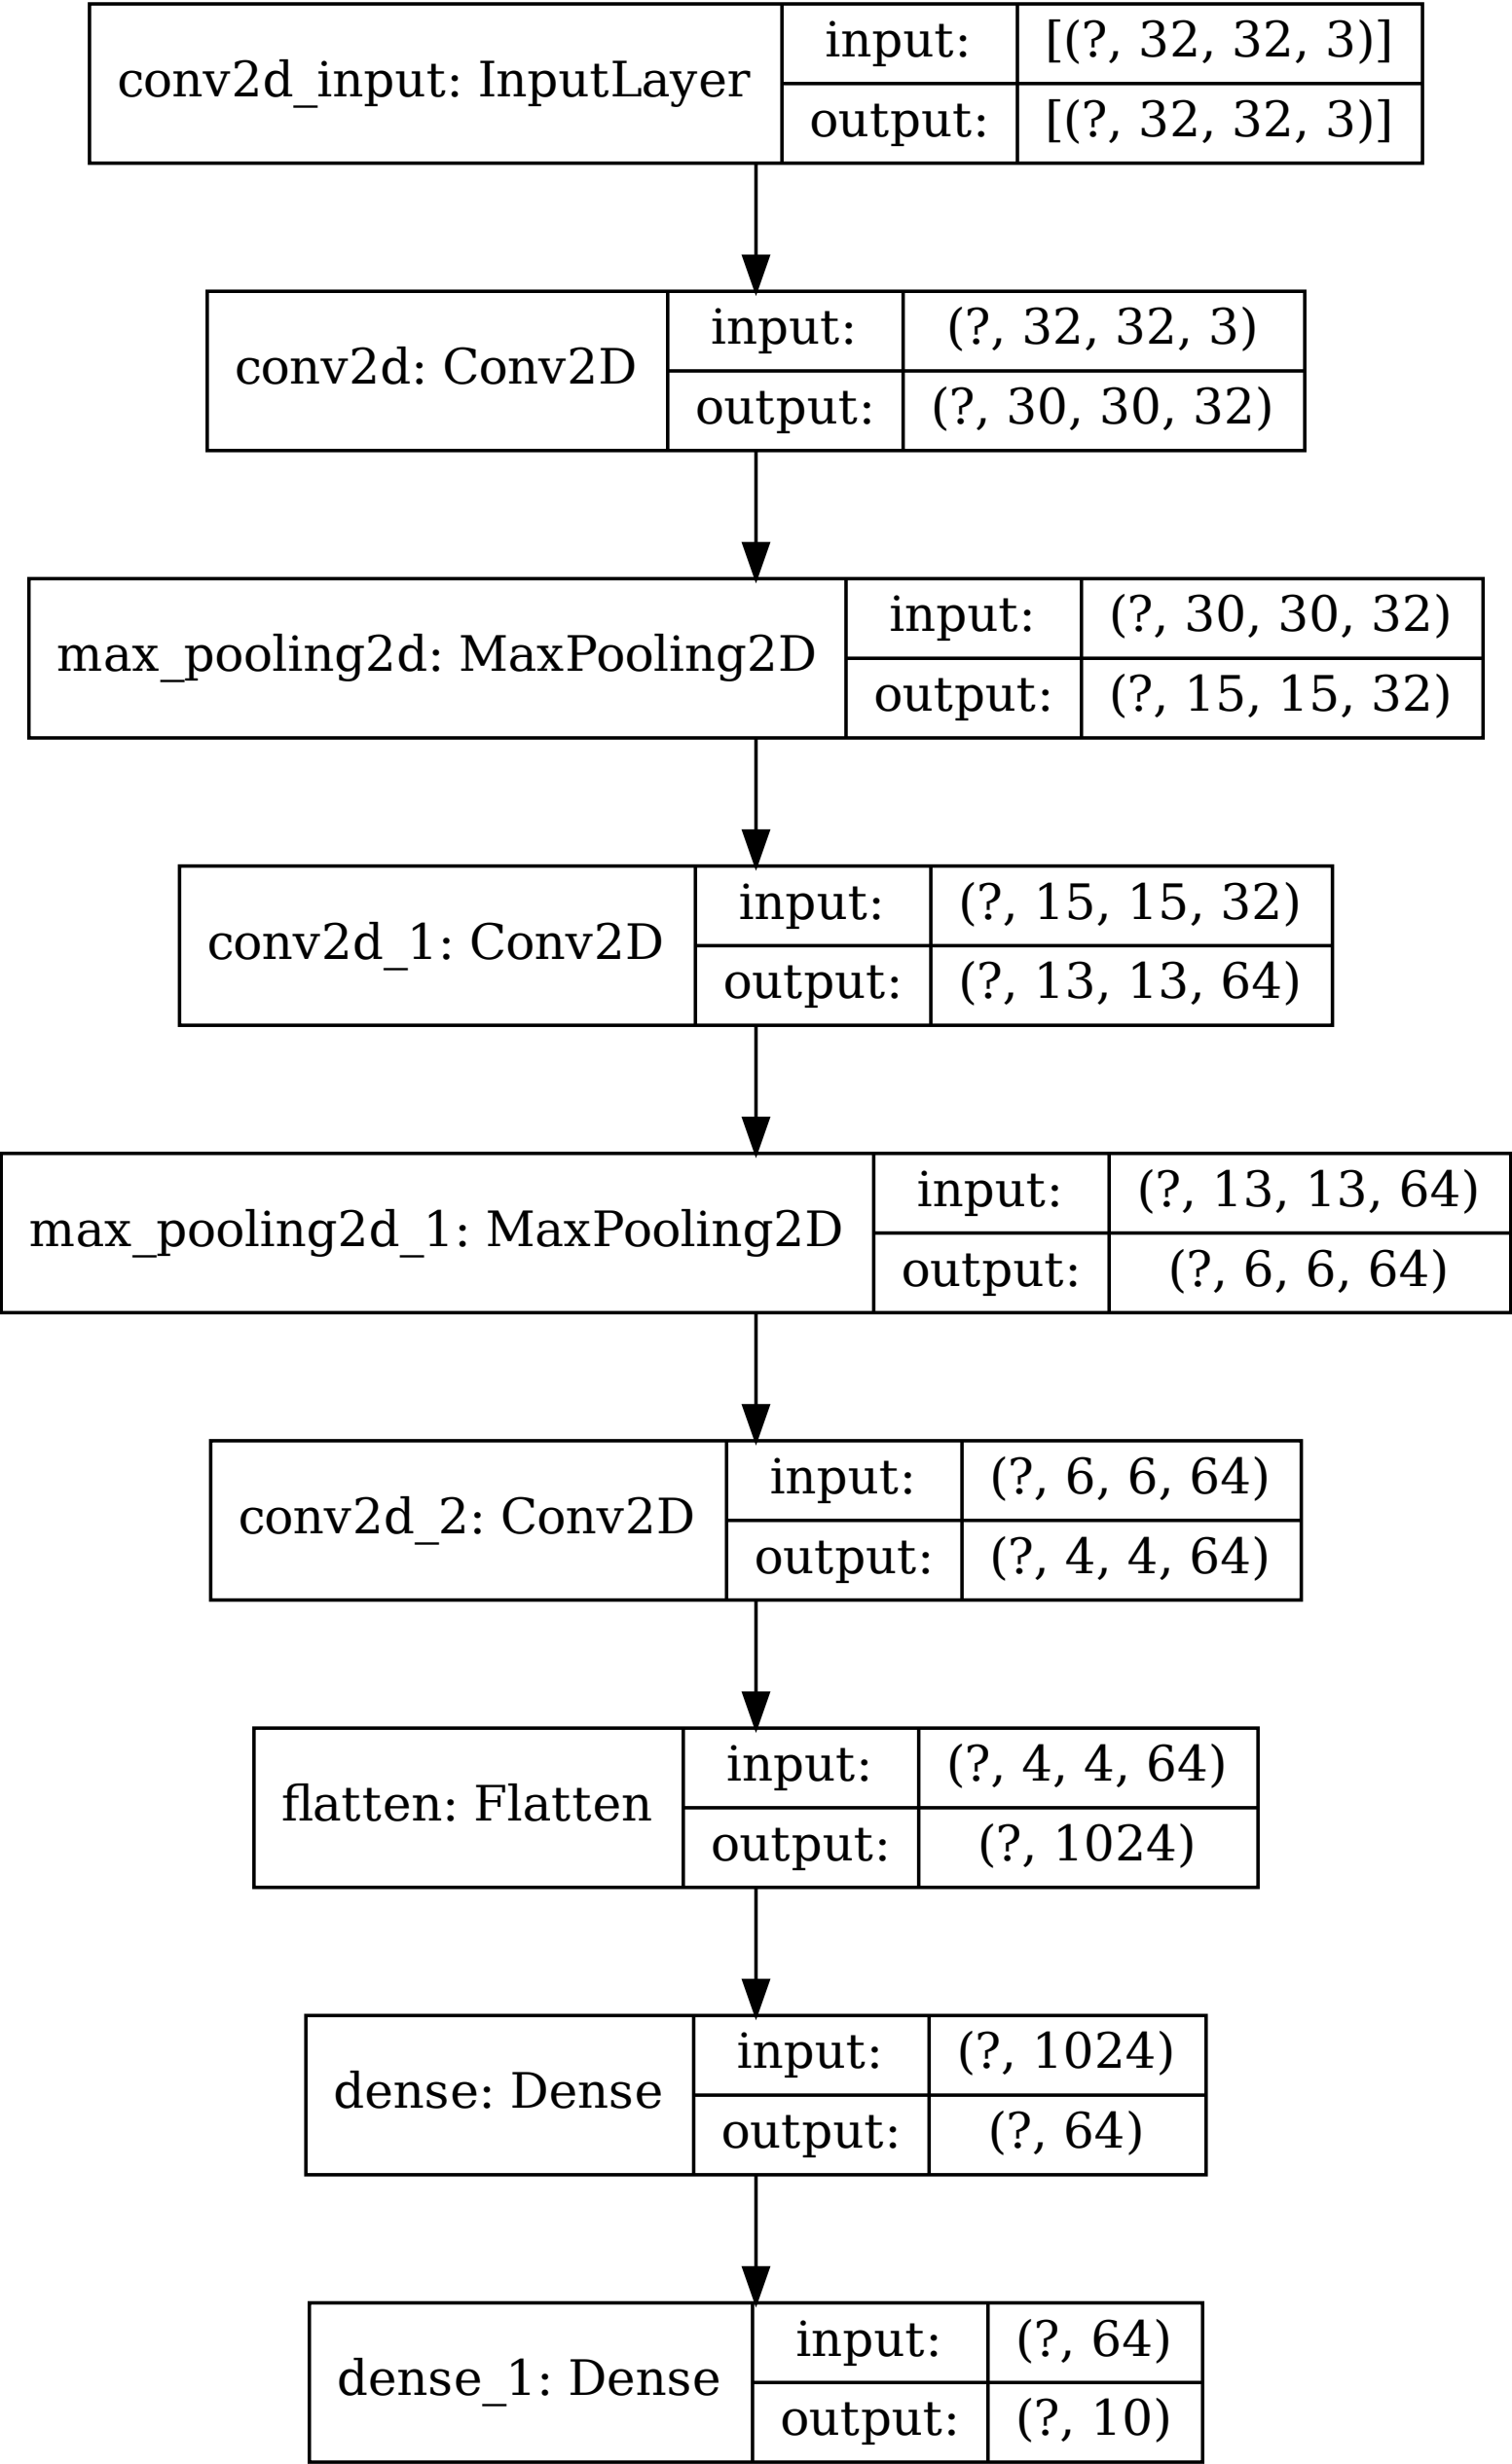 conv2d_input: InputLayer
input: [(?, 32, 32, 3)]
output: [(?, 32, 32, 3)]
conv2d: Conv2D
input: (?, 32, 32, 3)
output: (?, 30, 30, 32)
max_pooling2d: MaxPooling2D
input: (?, 30, 30, 32)
output: (?, 15, 15, 32)
conv2d_1: Conv2D
input: (?, 15, 15, 32)
output: (?, 13, 13, 64)
max_pooling2d_1: MaxPooling2D
input: (?, 13, 13, 64)
output: (?, 6, 6, 64)
conv2d_2: Conv2D
input: (?, 6, 6, 64)
output: (?, 4, 4, 64)
flatten: Flatten
input: (?, 4, 4, 64)
output: (?, 1024)
dense: Dense
input: (?, 1024)
output: (?, 64)
dense_1: Dense
input: (?, 64)
output: (?, 10)